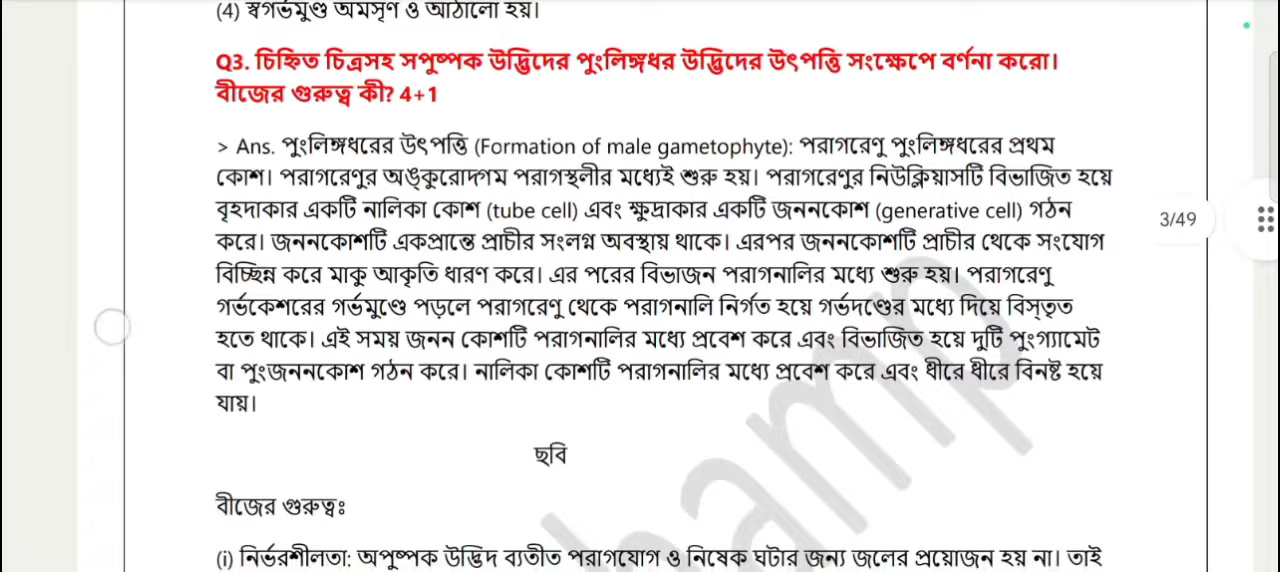 (4) স্বগর্ভমুণ্ড অমসৃণ ও আঠালো হয়।
Q3. চিহ্নিত চিত্রসহ সপুষ্পক উদ্ভিদের পুংলিঙ্গধর উদ্ভিদের উৎপত্তি সংক্ষেপে বর্ণনা করো।
বীজের গুরুত্ব কী? 4+1
> Ans. পুংলিঙ্গধরের উৎপত্তি (Formation of male gametophyte): পরাগরেণু পুংলিঙ্গধরের প্রথম
কোশ। পরাগরেণুর অঙ্কুরোদ্গম পরাগস্থলীর মধ্যেই শুরু হয়। পরাগরেণুর নিউক্লিয়াসটি বিভাজিত হয়ে
বৃহদাকার একটি নালিকা কোশ (tube cell) এবং ক্ষুদ্রাকার একটি জননকোশ (generative cell) গঠন
করে। জননকোশটি একপ্রান্তে প্রাচীর সংলগ্ন অবস্থায় থাকে। এরপর জননকোশটি প্রাচীর থেকে সংযোগ
বিচ্ছিন্ন করে মাকু আকৃতি ধারণ করে। এর পরের বিভাজন পরাগনালির মধ্যে শুরু হয়। পরাগরেণু
গর্ভকেশরের গর্ভমুণ্ডে পড়লে পরাগরেণু থেকে পরাগনালি নির্গত হয়ে গর্ভদণ্ডের মধ্যে দিয়ে বিস্তৃত
হতে থাকে। এই সময় জনন কোশটি পরাগনালির মধ্যে প্রবেশ করে এবং বিভাজিত হয়ে দুটি পুংগ্যামেট
বা পুংজননকোশ গঠন করে। নালিকা কোশটি পরাগনালির মধ্যে প্রবেশ করে এবং ধীরে ধীরে বিনষ্ট হয়ে
যায়।
3/49
ছবি
বীজের গুরুত্বঃ
(i) নির্ভরশীলতা: অপুষ্পক উদ্ভিদ ব্যতীত পরাগযোগ ও নিষেক ঘটার জন্য জলের প্রয়োজন হয় না। তাই